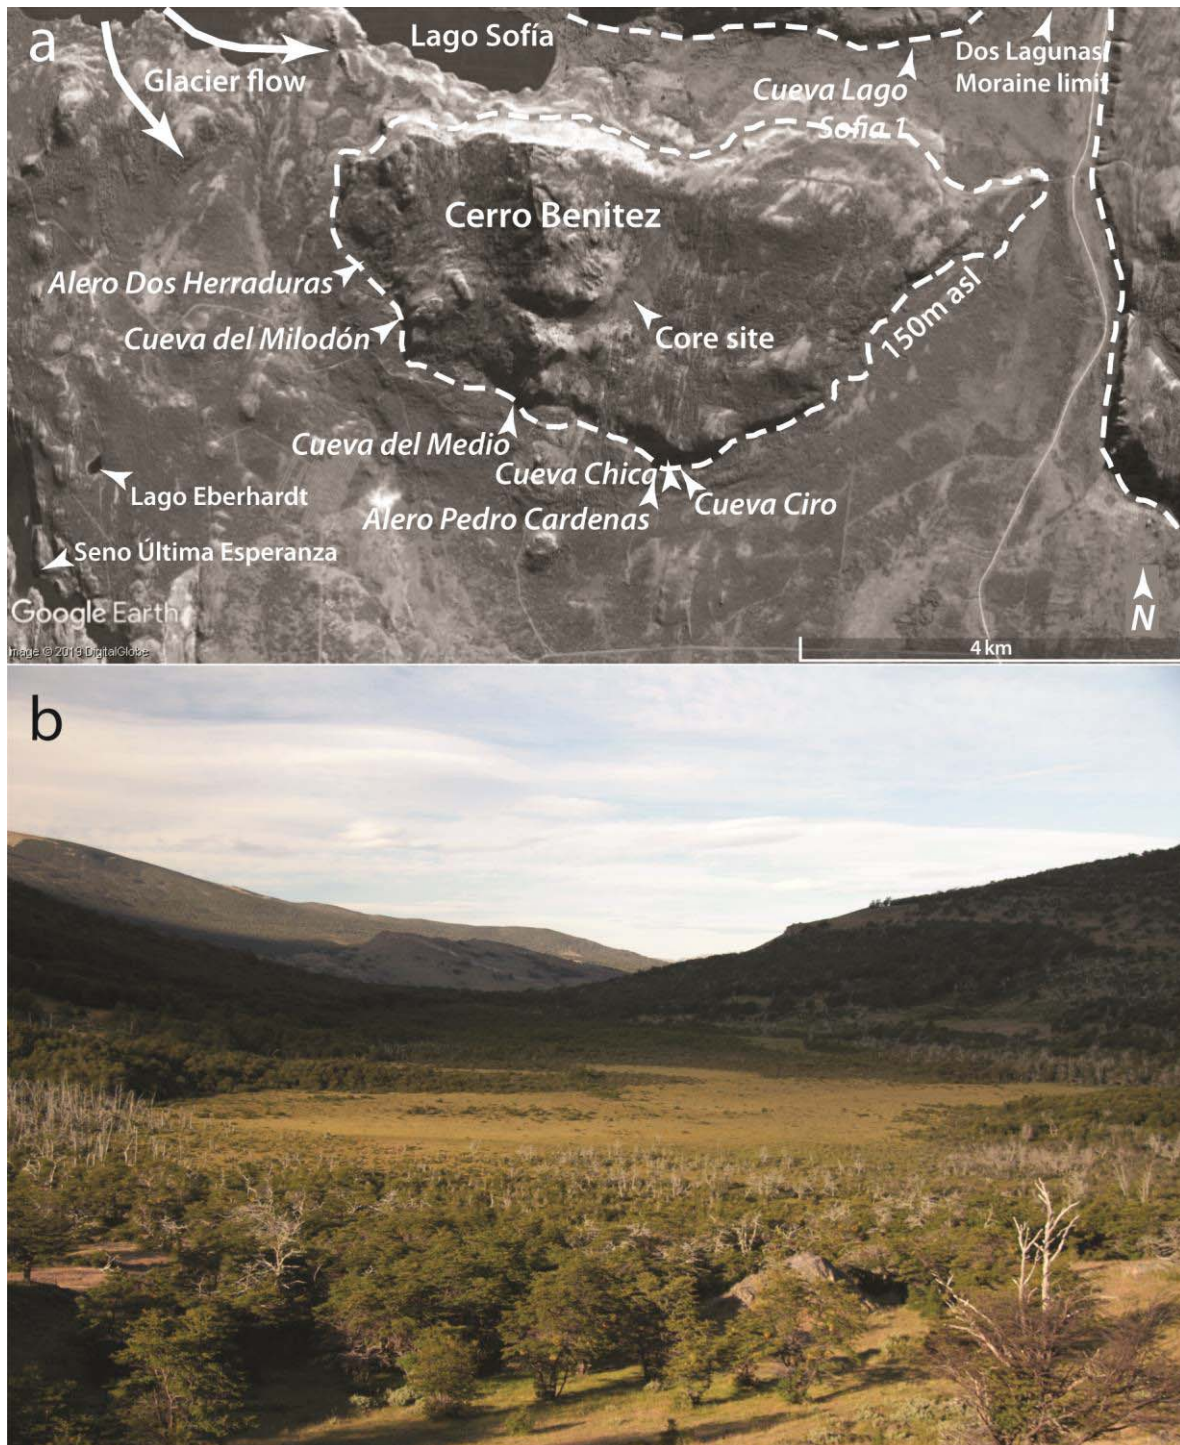 a
Lago Sofía
Glacier flow
Dos Lagunas
Moraine limit
Cueva Lago
Sofia 1
Cerro Benitez
Alero Dos Herraduras
Cueva del Milodón
Core site
150m asl
Cueva del Medio
Cueva Chica
Cueva Ciro
Alero Pedro Cardenas
Lago Eberhardt
Seno Última Esperanza
Google Earth
Image © 2019 DigitalGlobe
N
4 km
b